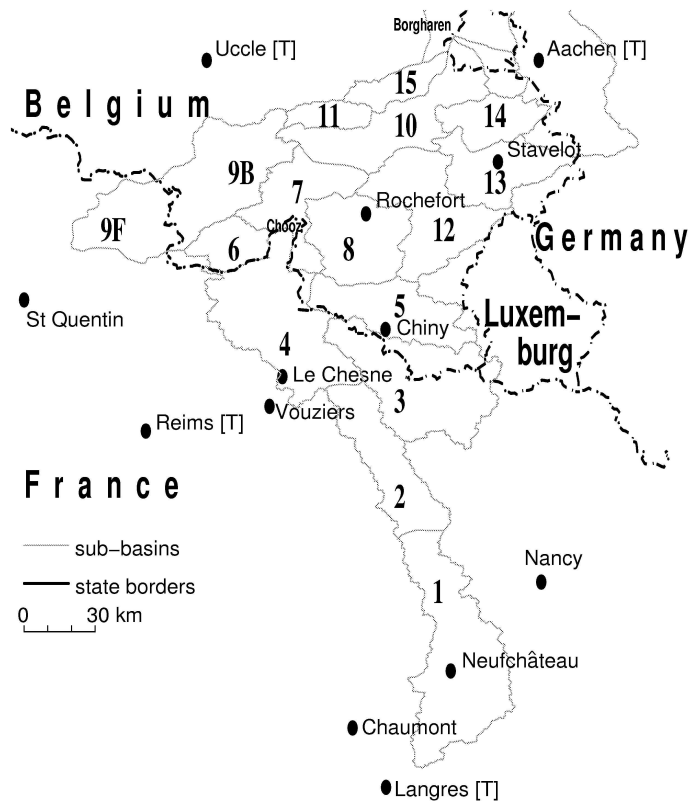 Borgharen
Uccle [T]
Aachen [T]
Belgium
15
11
10
14
Stavelot
9B
7
13
Rochefort
9F
Chooz
6
8
12
Germany
St Quentin
5
Chiny
Luxem–
burg
4
Le Chesne
3
Vouziers
Reims [T]
France
2
sub–basins
state borders
0 30 km
Nancy
1
Neufchâteau
Chaumont
Langres [T]